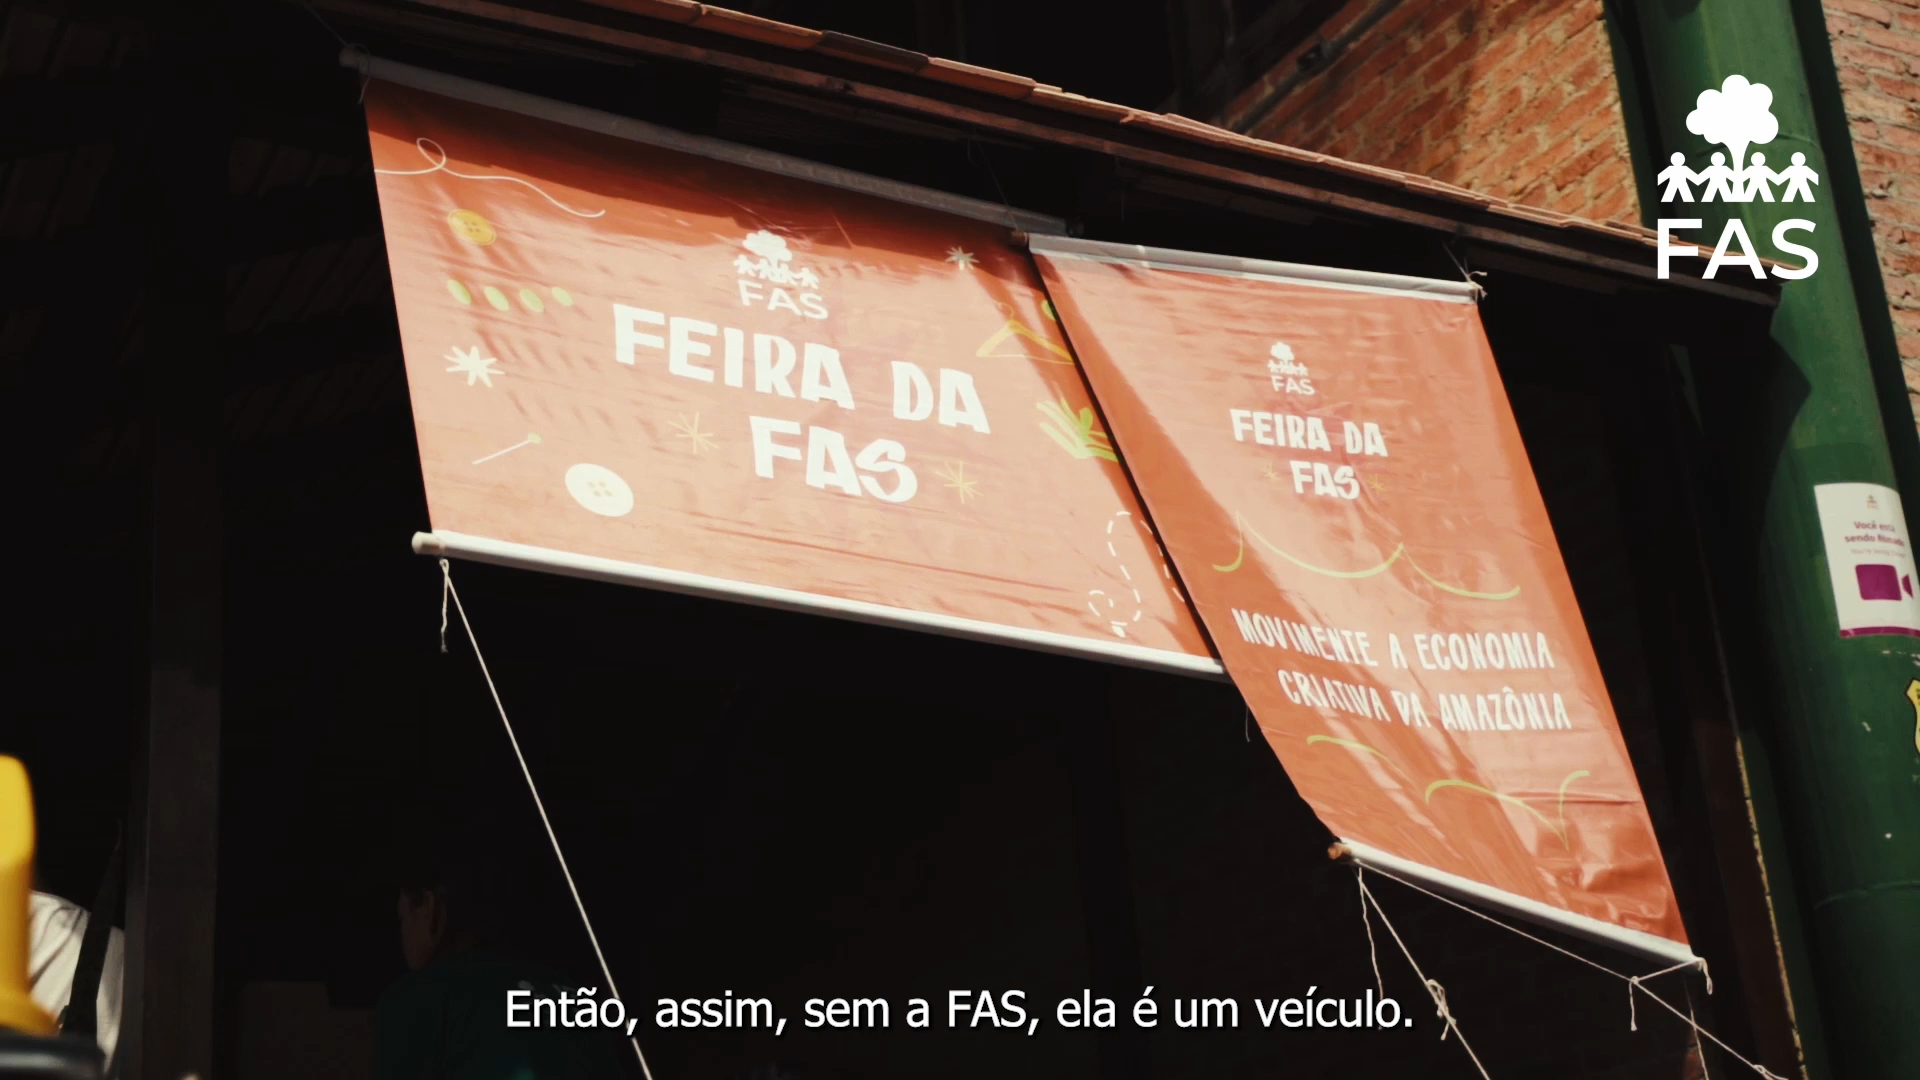 FAS
FEIRA DA
FAS
FAS
FEIRA DA
FAS
MOVIMENTE A ECONOMIA
CRIATIVA DA AMAZÔNIA
FAS
Você está
sendo filmado
Então, assim, sem a FAS, ela é um veículo.